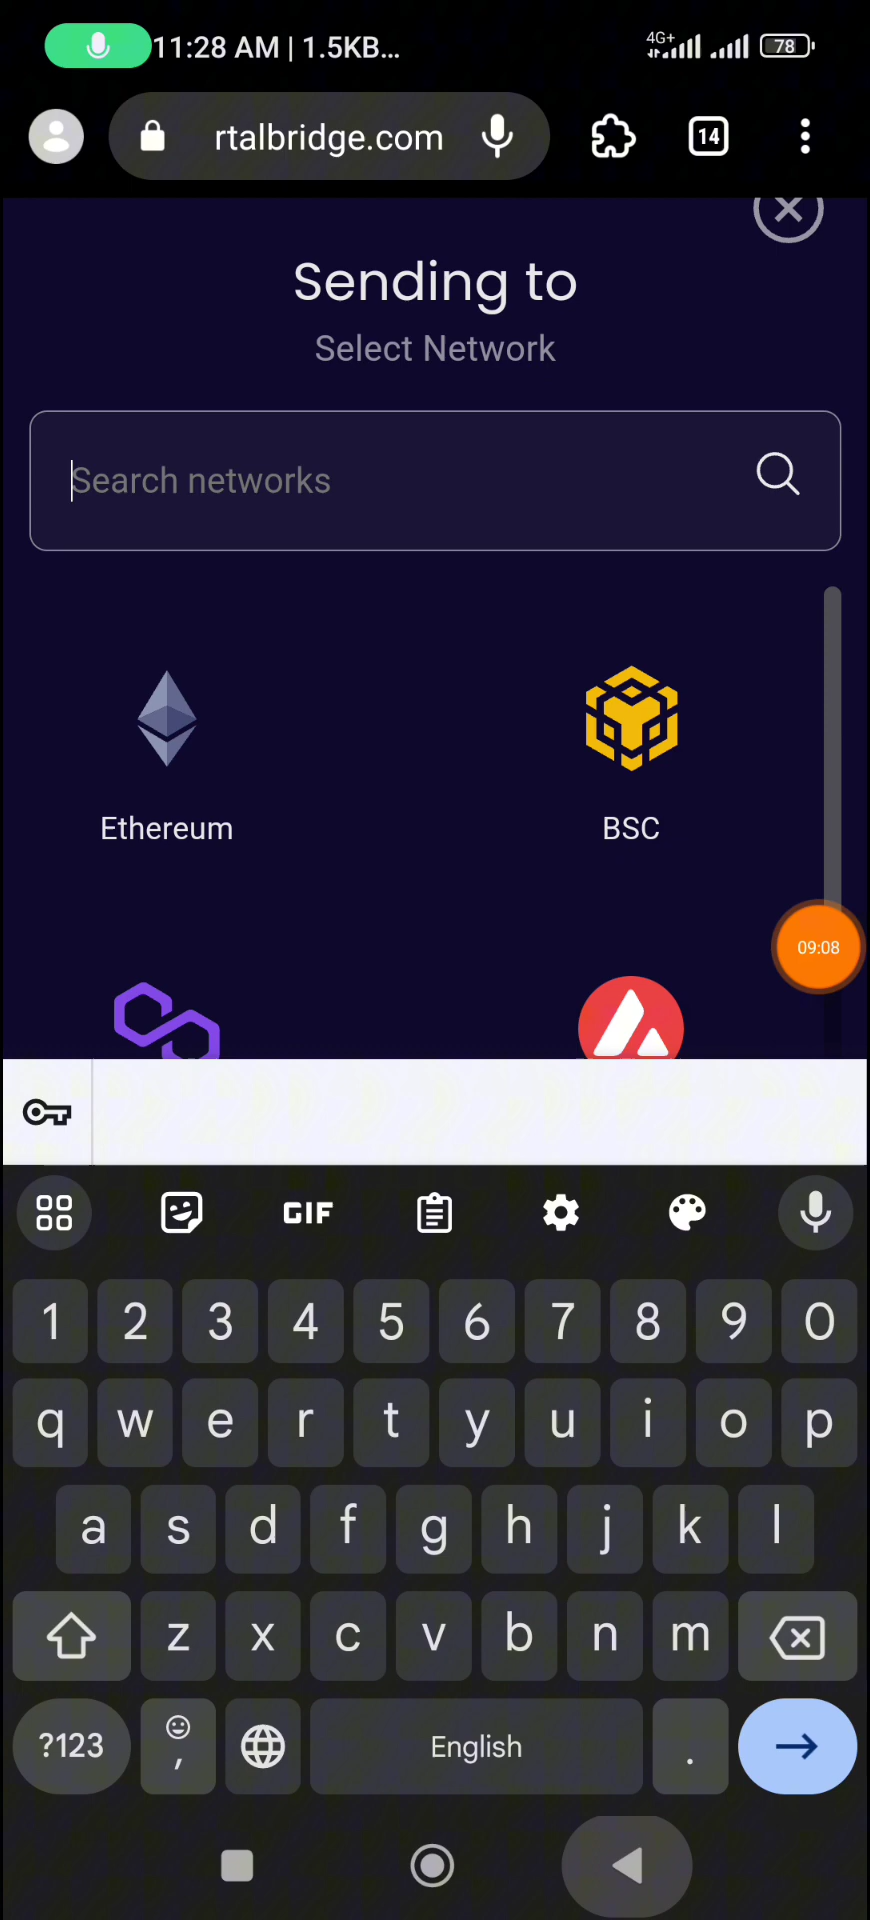 11:28 AM | 1.5KB...
4G+
78
rtalbridge.com
14
Sending to
Select Network
Search networks
Ethereum
BSC
09:08
GIF
1 2 3 4 5 6 7 8 9 0
q w e r t y u i o p
a s d f g h j k l
z x c v b n m
?123
,
English
.